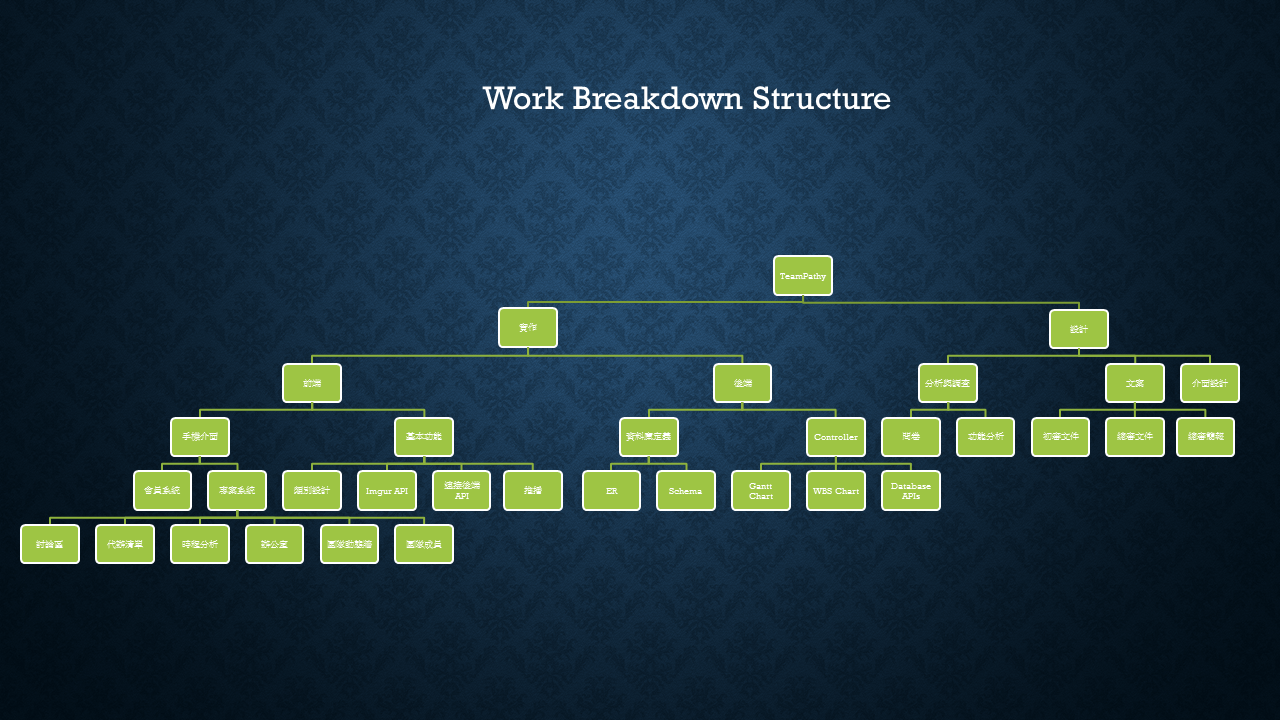 Work Breakdown Structure
TeamPathy
實作
設計
前端
後端
分析與調查
文案
介面設計
手機介面
基本功能
資料庫定義
Controller
問卷
功能分析
初審文件
總審文件
總審簡報
會員系統
專案系統
類別設計
Imgur API
連接後端
API
推播
ER
Schema
Gantt
Chart
WBS Chart
Database
APIs
討論區
代辦清單
時程分析
辦公室
團隊動態牆
團隊成員